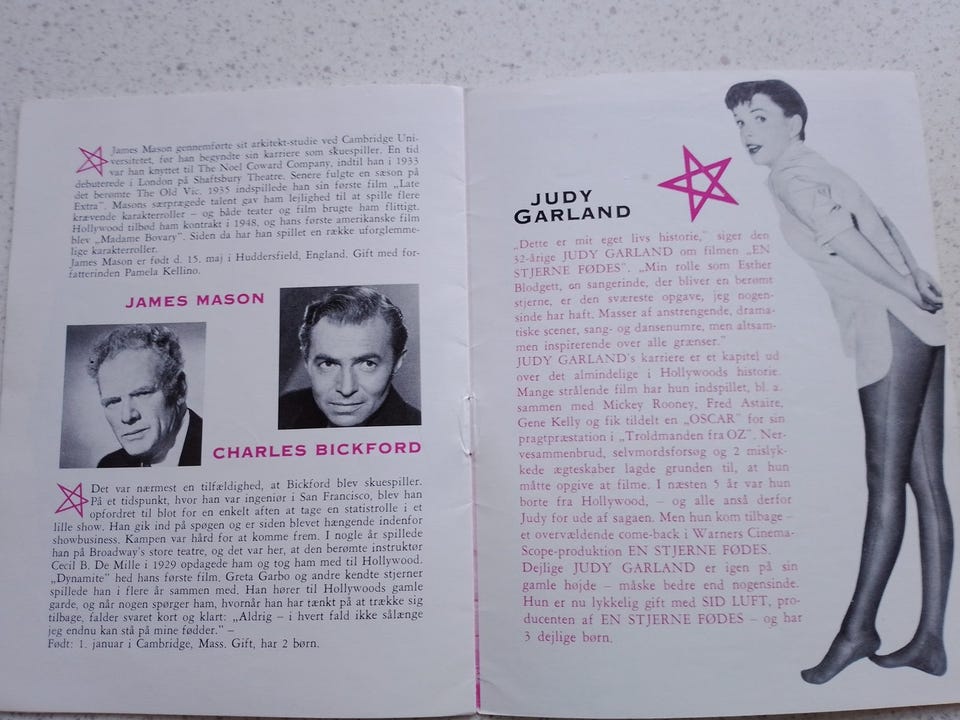 James Mason gennemførte sit arkitekt-studie ved Cambridge Uni-
versitetet, før han begyndte sin karriere som skuespiller. En tid
var han knyttet til The Noel Coward Company, indtil han i 1933
debuterede i London på Shaftsbury Theatre. Senere fulgte en sæson på
det berømte The Old Vic. 1935 indspillede han sin første film „Late
Extra”. Masons særprægede talent gav ham lejlighed til at spille flere
krævende karakterroller – og både teater og film brugte ham flittigt.
Hollywood tilbød ham kontrakt i 1948, og hans første amerikanske film
blev „Madame Bovary”. Siden da har han spillet en række uforglemme-
lige karakterroller.
James Mason er født d. 15. maj i Huddersfield, England. Gift med for-
fatterinden Pamela Kellino.
JAMES MASON
CHARLES BICKFORD
Det var nærmest en tilfældighed, at Bickford blev skuespiller.
På et tidspunkt, hvor han var ingeniør i San Francisco, blev han
opfordret til blot for en enkelt aften at tage en statistrolle i et
lille show. Han gik ind på spøgen og er siden blevet hængende indenfor
showbusiness. Kampen var hård for at komme frem. I nogle år spillede
han på Broadway's store teatre, og det var her, at den berømte instruktør
Cecil B. De Mille i 1929 opdagede ham og tog ham med til Hollywood.
„Dynamite” hed hans første film. Greta Garbo og andre kendte stjerner
spillede han i flere år sammen med. Han hører til Hollywoods gamle
garde, og når nogen spørger ham, hvornår han har tænkt på at trække sig
tilbage, falder svaret kort og klart: „Aldrig – i hvert fald ikke sålænge
jeg endnu kan stå på mine fødder.” –
Født: 1. januar i Cambridge, Mass. Gift, har 2 børn.
JUDY
GARLAND
„Dette er mit eget livs historie,” siger den
32-årige JUDY GARLAND om filmen „EN
STJERNE FØDES”. „Min rolle som Esther
Blodgett, en sangerinde, der bliver en berømt
stjerne, er den sværeste opgave, jeg nogen-
sinde har haft. Masser af anstrengende, drama-
tiske scener, sang- og dansenumre, men altsam-
men inspirerende over alle grænser.”
JUDY GARLAND's karriere er et kapitel ud
over det almindelige i Hollywoods historie.
Mange strålende film har hun indspillet, bl. a.
sammen med Mickey Rooney, Fred Astaire,
Gene Kelly og fik tildelt en „OSCAR” for sin
pragtpræstation i „Troldmanden fra OZ”. Ner-
vesammenbrud, selvmordsforsøg og 2 mislyk-
kede ægteskaber lagde grunden til, at hun
måtte opgive at filme. I næsten 5 år var hun
borte fra Hollywood, – og alle anså derfor
Judy for ude af sagaen. Men hun kom tilbage –
et overvældende come-back i Warners Cinema-
Scope-produktion EN STJERNE FØDES.
Dejlige JUDY GARLAND er igen på sin
gamle højde – måske bedre end nogensinde.
Hun er nu lykkelig gift med SID LUFT, pro-
ducenten af EN STJERNE FØDES – og har
3 dejlige børn.